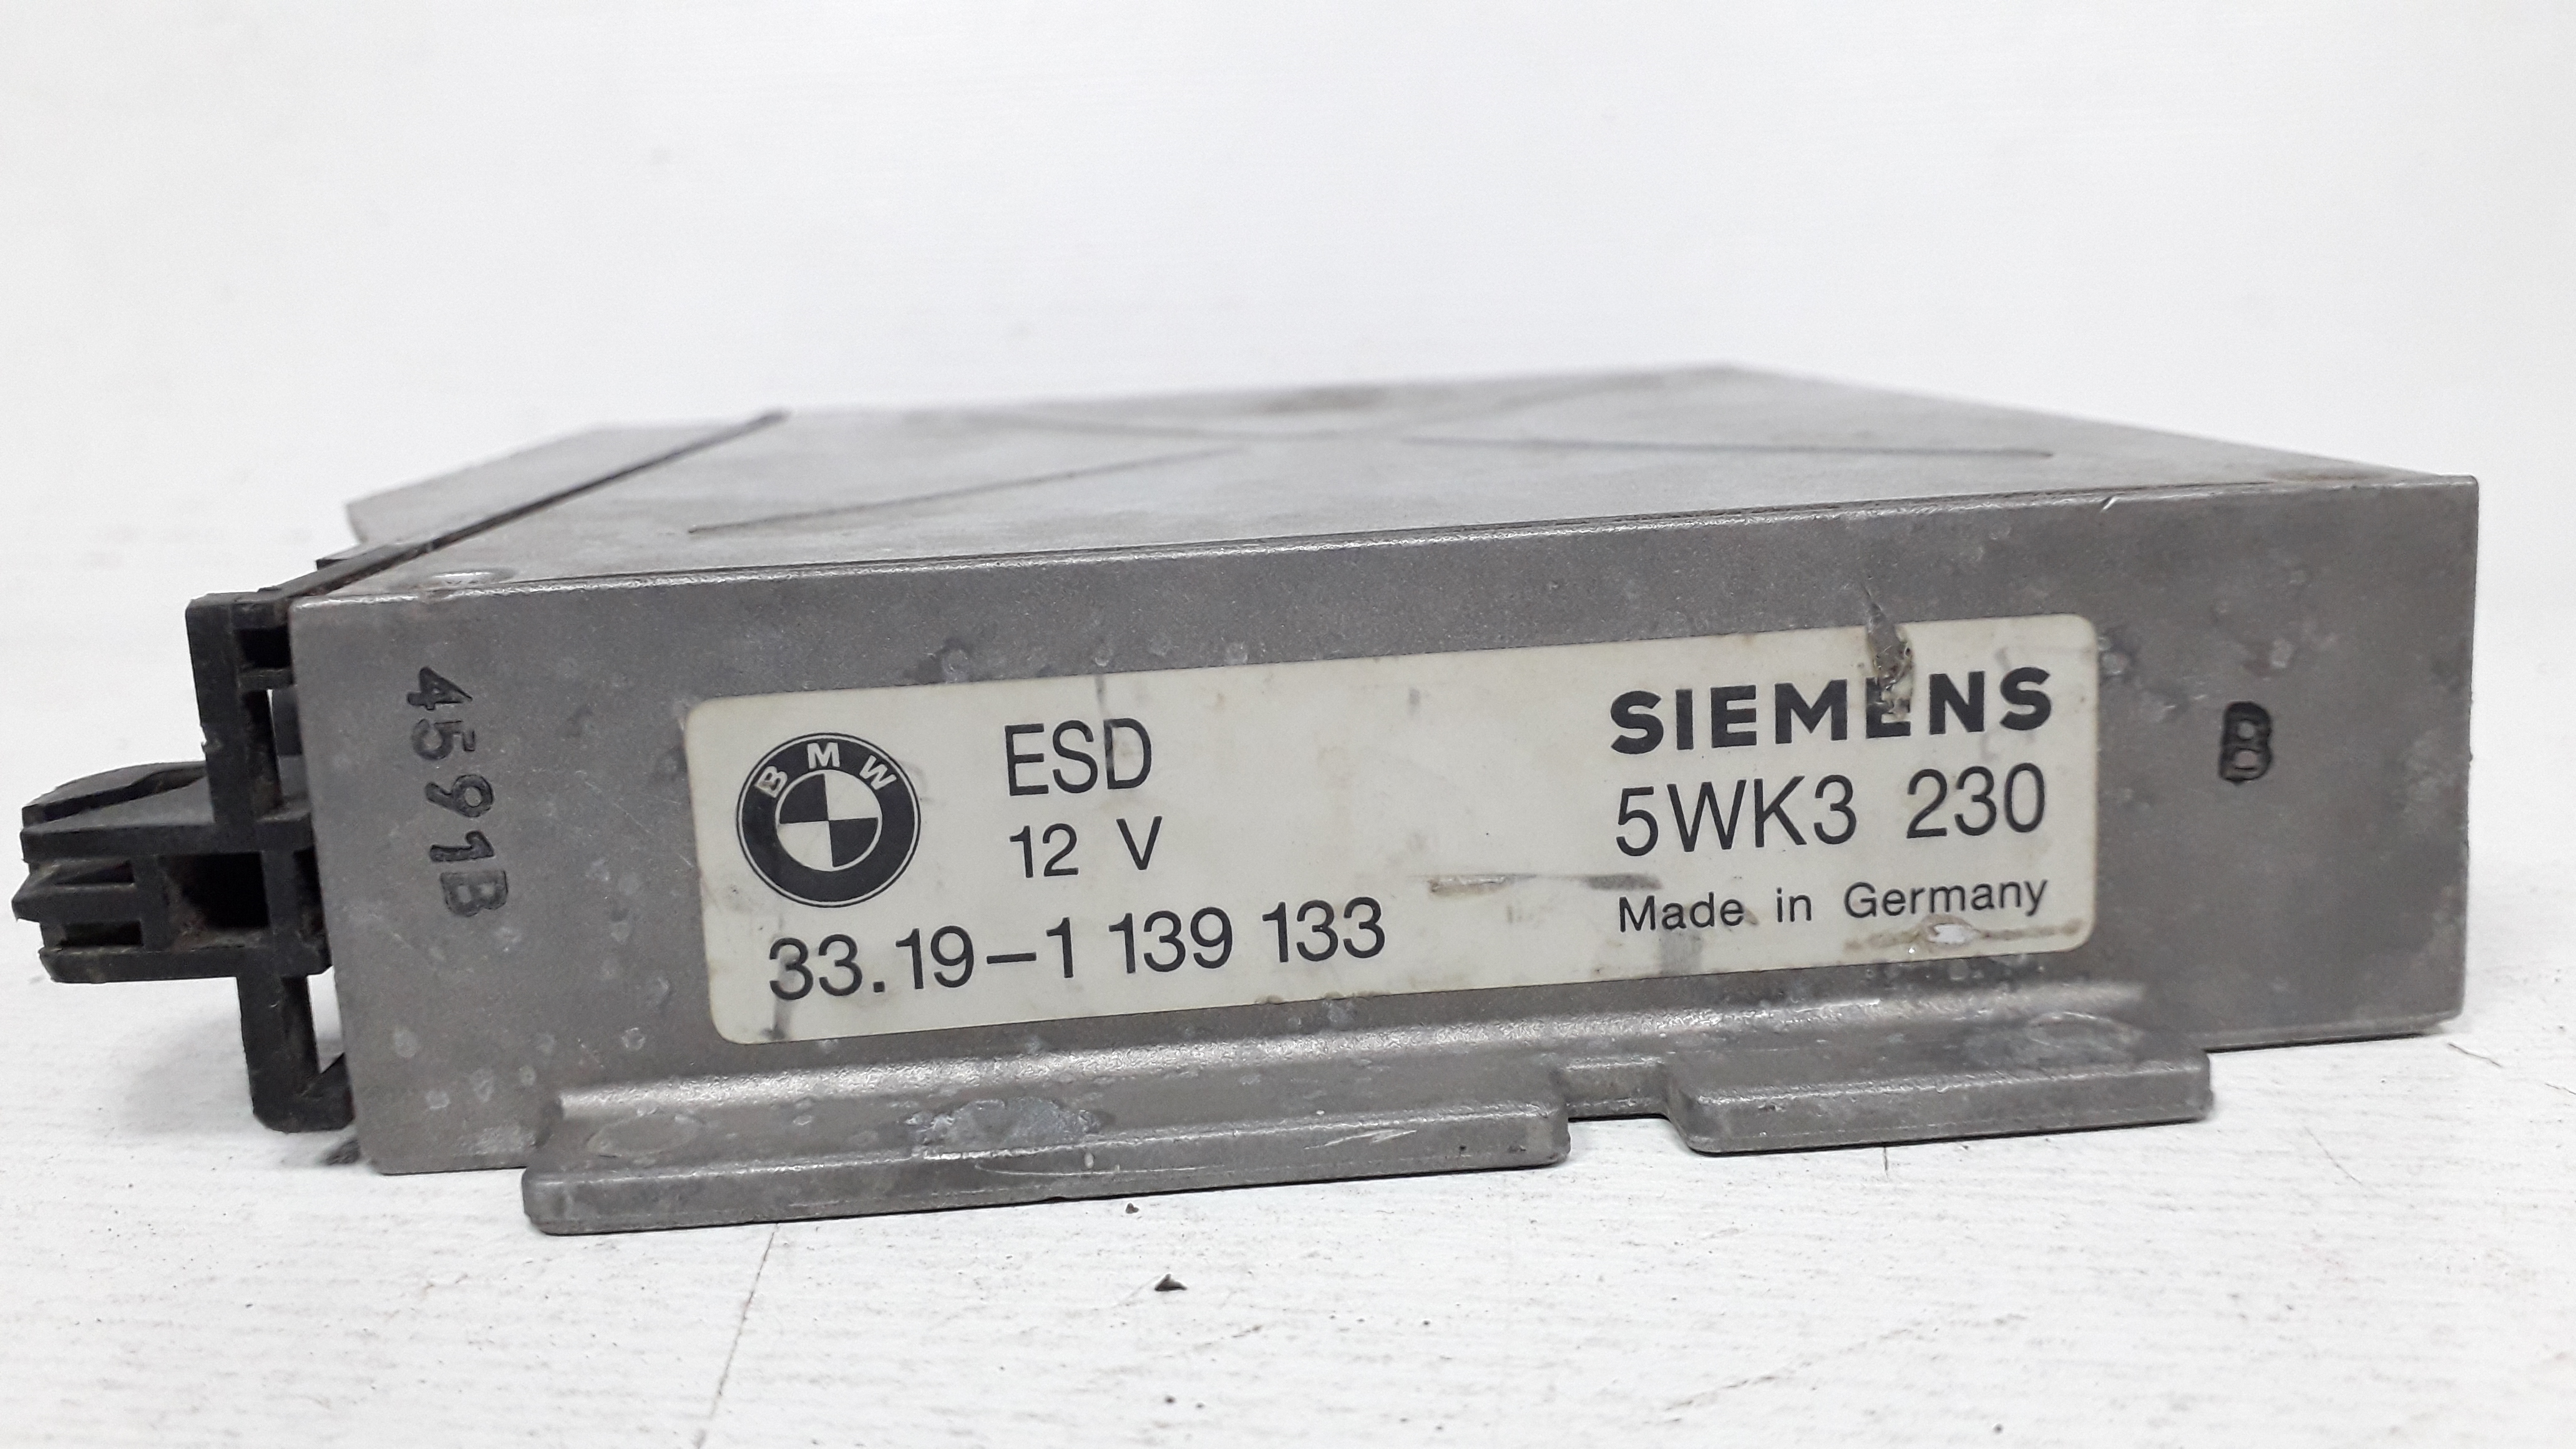 4591B
BMW
ESD
12 V
33.19-1 139 133
SIEMENS
5WK3 230
Made in Germany
B